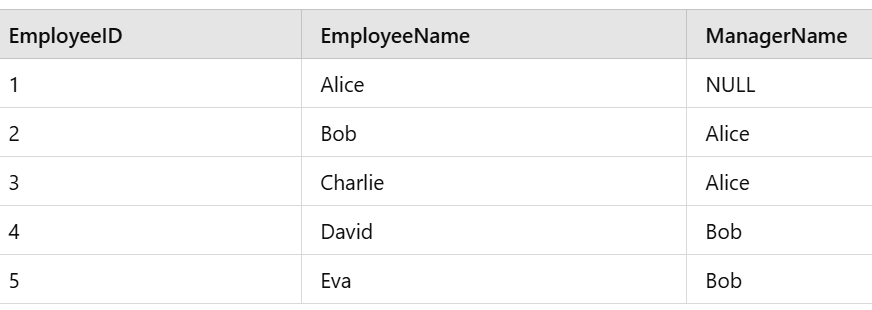 EmployeeID EmployeeName ManagerName
1 Alice NULL
2 Bob Alice
3 Charlie Alice
4 David Bob
5 Eva Bob